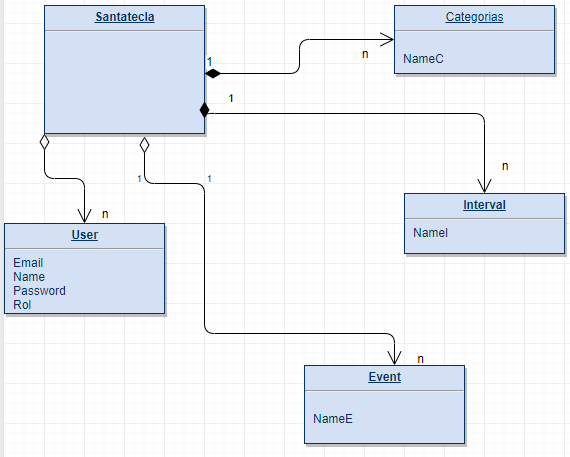 Santatecla
Categorias
NameC
1
n
1
n
Interval
NameI
1
1
n
User
Email
Name
Password
Rol
n
Event
NameE